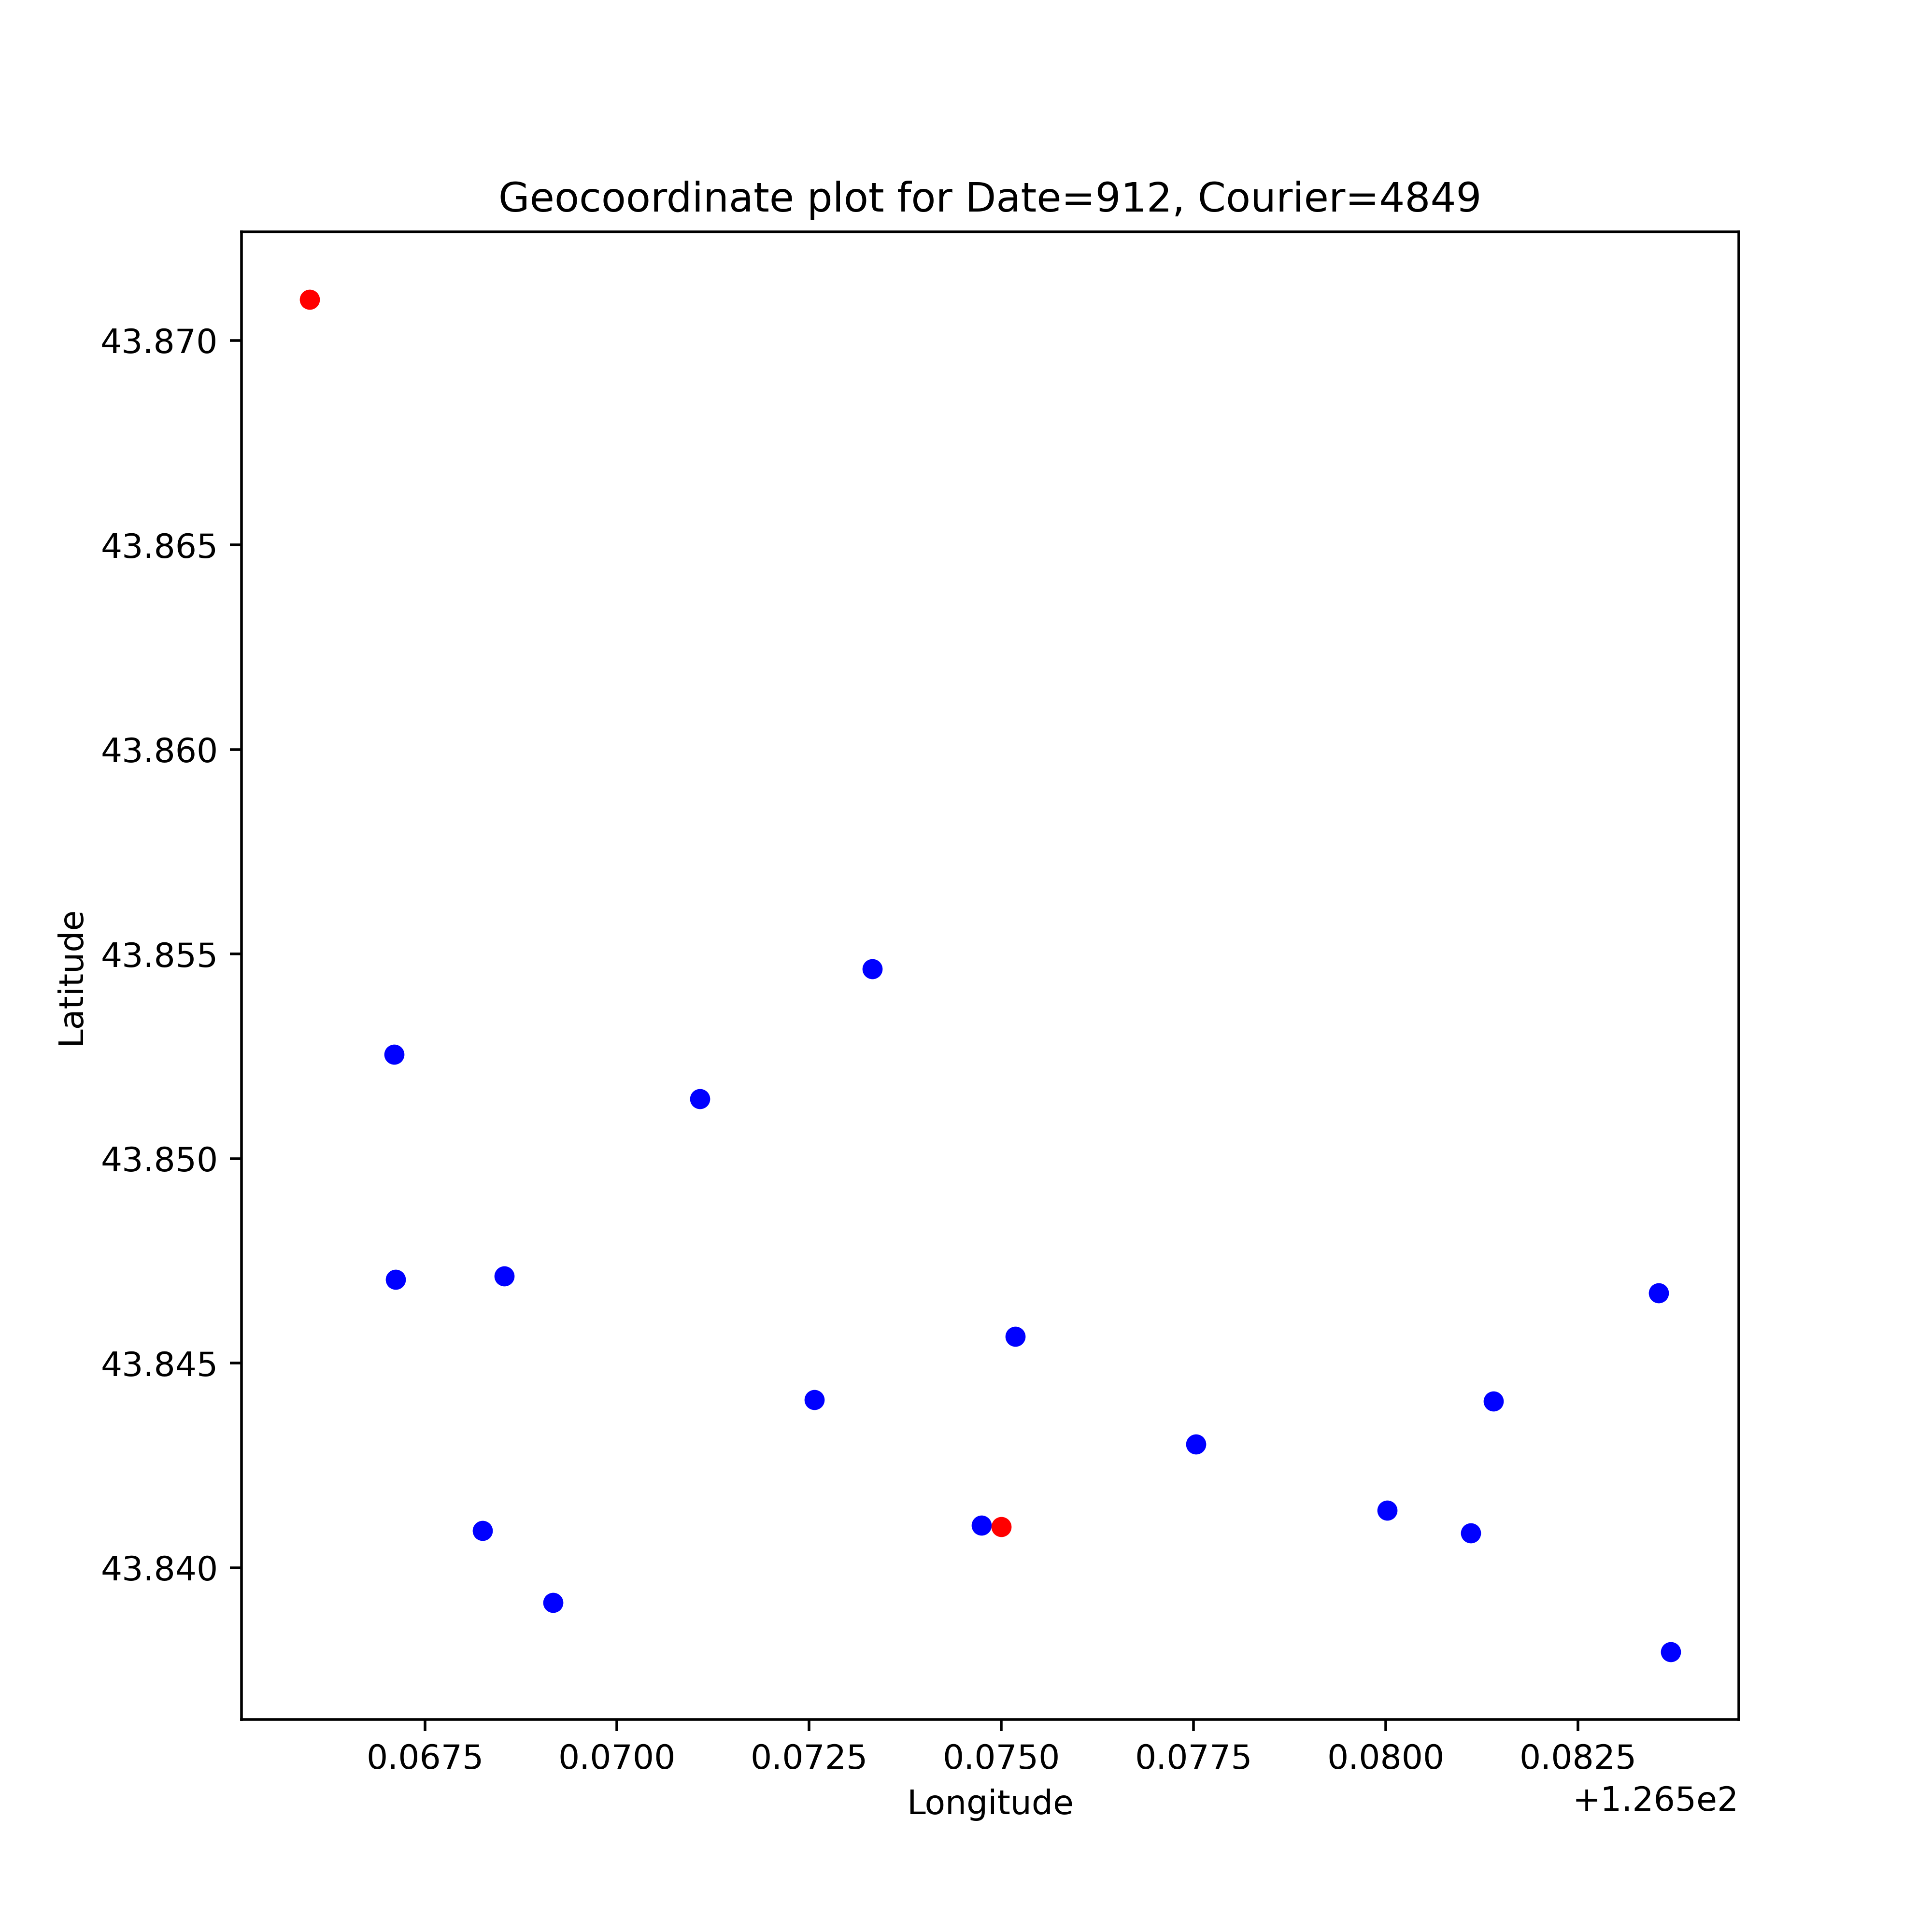 Geocoordinate plot for Date=912, Courier=4849
43.870
43.865
43.860
43.855
43.850
43.845
43.840
Latitude
0.0675 0.0700 0.0725 0.0750 0.0775 0.0800 0.0825
+1.265e2
Longitude